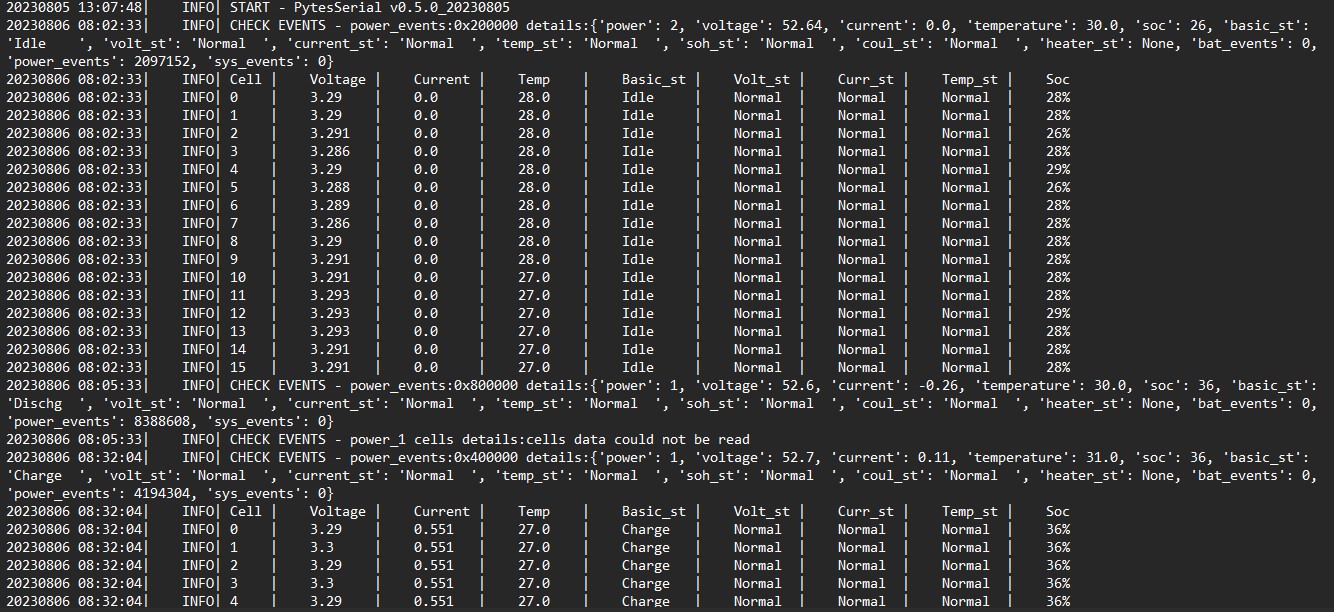 20230805 13:07:48|    INFO| START - PytesSerial v0.5.0_20230805
20230806 08:02:33|    INFO| CHECK EVENTS - power_events:0x200000 details:{'power': 2, 'voltage': 52.64, 'current': 0.0, 'temperature': 30.0, 'soc': 26, 'basic_st':
'Idle    ', 'volt_st': 'Normal  ', 'current_st': 'Normal  ', 'temp_st': 'Normal  ', 'soh_st': 'Normal  ', 'coul_st': 'Normal  ', 'heater_st': None, 'bat_events': 0,
'power_events': 2097152, 'sys_events': 0}
20230806 08:02:33|    INFO| Cell |    Voltage |    Current |    Temp    |    Basic_st |    Volt_st |    Curr_st |    Temp_st |    Soc
20230806 08:02:33|    INFO| 0    |    3.29    |    0.0     |    28.0    |    Idle     |    Normal  |    Normal  |    Normal  |    28%
20230806 08:02:33|    INFO| 1    |    3.29    |    0.0     |    28.0    |    Idle     |    Normal  |    Normal  |    Normal  |    28%
20230806 08:02:33|    INFO| 2    |    3.291   |    0.0     |    28.0    |    Idle     |    Normal  |    Normal  |    Normal  |    26%
20230806 08:02:33|    INFO| 3    |    3.286   |    0.0     |    28.0    |    Idle     |    Normal  |    Normal  |    Normal  |    28%
20230806 08:02:33|    INFO| 4    |    3.29    |    0.0     |    28.0    |    Idle     |    Normal  |    Normal  |    Normal  |    29%
20230806 08:02:33|    INFO| 5    |    3.288   |    0.0     |    28.0    |    Idle     |    Normal  |    Normal  |    Normal  |    26%
20230806 08:02:33|    INFO| 6    |    3.289   |    0.0     |    28.0    |    Idle     |    Normal  |    Normal  |    Normal  |    28%
20230806 08:02:33|    INFO| 7    |    3.286   |    0.0     |    28.0    |    Idle     |    Normal  |    Normal  |    Normal  |    28%
20230806 08:02:33|    INFO| 8    |    3.29    |    0.0     |    28.0    |    Idle     |    Normal  |    Normal  |    Normal  |    28%
20230806 08:02:33|    INFO| 9    |    3.291   |    0.0     |    28.0    |    Idle     |    Normal  |    Normal  |    Normal  |    28%
20230806 08:02:33|    INFO| 10   |    3.291   |    0.0     |    27.0    |    Idle     |    Normal  |    Normal  |    Normal  |    28%
20230806 08:02:33|    INFO| 11   |    3.293   |    0.0     |    27.0    |    Idle     |    Normal  |    Normal  |    Normal  |    28%
20230806 08:02:33|    INFO| 12   |    3.293   |    0.0     |    27.0    |    Idle     |    Normal  |    Normal  |    Normal  |    29%
20230806 08:02:33|    INFO| 13   |    3.293   |    0.0     |    27.0    |    Idle     |    Normal  |    Normal  |    Normal  |    28%
20230806 08:02:33|    INFO| 14   |    3.291   |    0.0     |    27.0    |    Idle     |    Normal  |    Normal  |    Normal  |    28%
20230806 08:02:33|    INFO| 15   |    3.291   |    0.0     |    27.0    |    Idle     |    Normal  |    Normal  |    Normal  |    28%
20230806 08:05:33|    INFO| CHECK EVENTS - power_events:0x800000 details:{'power': 1, 'voltage': 52.6, 'current': -0.26, 'temperature': 30.0, 'soc': 36, 'basic_st':
'Dischg  ', 'volt_st': 'Normal  ', 'current_st': 'Normal  ', 'temp_st': 'Normal  ', 'soh_st': 'Normal  ', 'coul_st': 'Normal  ', 'heater_st': None, 'bat_events': 0,
'power_events': 8388608, 'sys_events': 0}
20230806 08:05:33|    INFO| CHECK EVENTS - power_1 cells details:cells data could not be read
20230806 08:32:04|    INFO| CHECK EVENTS - power_events:0x400000 details:{'power': 1, 'voltage': 52.7, 'current': 0.11, 'temperature': 31.0, 'soc': 36, 'basic_st':
'Charge  ', 'volt_st': 'Normal  ', 'current_st': 'Normal  ', 'temp_st': 'Normal  ', 'soh_st': 'Normal  ', 'coul_st': 'Normal  ', 'heater_st': None, 'bat_events': 0,
'power_events': 4194304, 'sys_events': 0}
20230806 08:32:04|    INFO| Cell |    Voltage |    Current |    Temp    |    Basic_st |    Volt_st |    Curr_st |    Temp_st |    Soc
20230806 08:32:04|    INFO| 0    |    3.29    |    0.551   |    27.0    |    Charge   |    Normal  |    Normal  |    Normal  |    36%
20230806 08:32:04|    INFO| 1    |    3.3     |    0.551   |    27.0    |    Charge   |    Normal  |    Normal  |    Normal  |    36%
20230806 08:32:04|    INFO| 2    |    3.29    |    0.551   |    27.0    |    Charge   |    Normal  |    Normal  |    Normal  |    36%
20230806 08:32:04|    INFO| 3    |    3.3     |    0.551   |    27.0    |    Charge   |    Normal  |    Normal  |    Normal  |    36%
20230806 08:32:04|    INFO| 4    |    3.29    |    0.551   |    27.0    |    Charge   |    Normal  |    Normal  |    Normal  |    36%